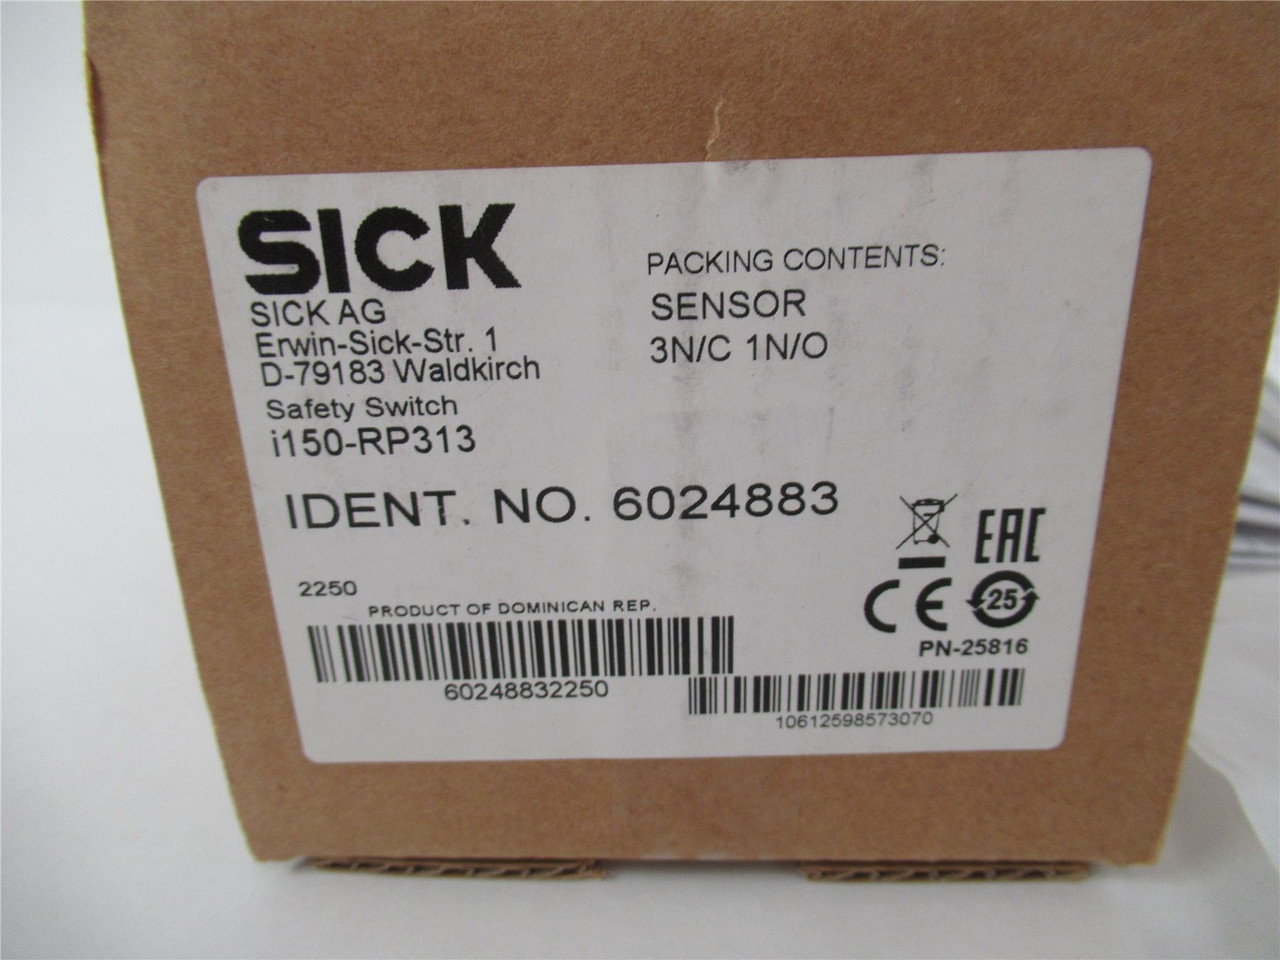 SICK
SICK AG
Erwin-Sick-Str. 1
D-79183 Waldkirch
Safety Switch
i150-RP313
PACKING CONTENTS:
SENSOR
3N/C 1N/O
IDENT. NO. 6024883
EAC
CE 25
PN-25816
2250
PRODUCT OF DOMINICAN REP.
60248832250
10612598573070